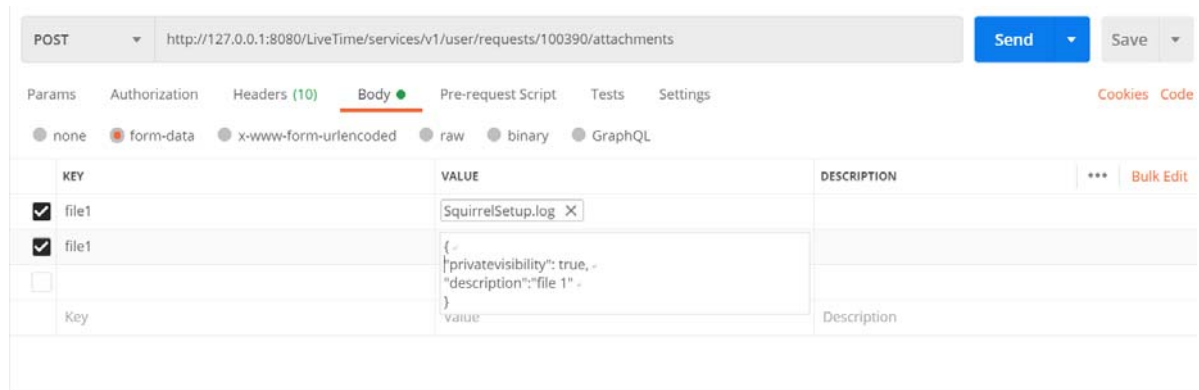 POST http://127.0.0.1:8080/LiveTime/services/v1/user/requests/100390/attachments Send Save
Params Authorization Headers (10) Body Pre-request Script Tests Settings Cookies Code
none form-data x-www-form-urlencoded raw binary GraphQL
KEY VALUE DESCRIPTION ••• Bulk Edit
file1 SquirrelSetup.log X
file1 {
"privatevisibility": true,
"description":"file 1"
}
Key Value Description